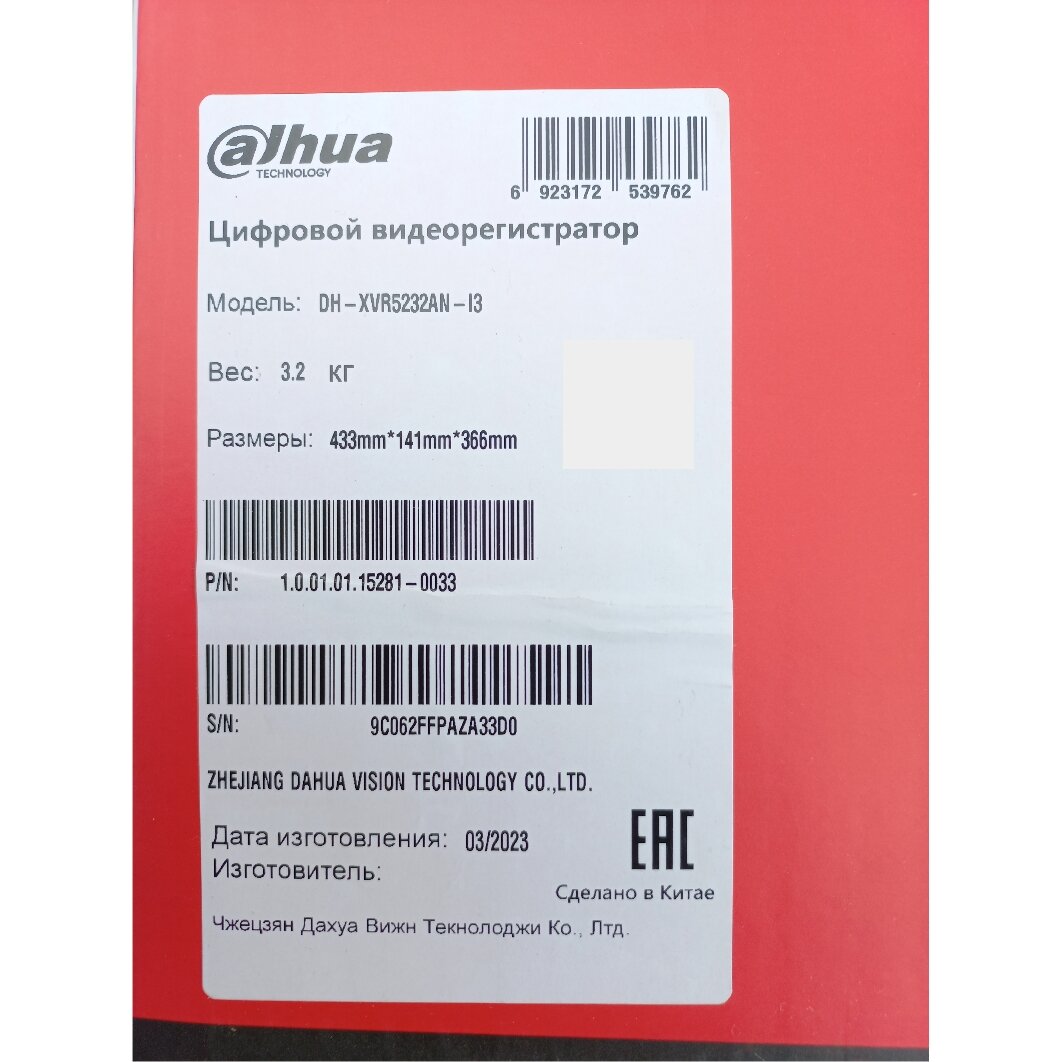 alhua
TECHNOLOGY
6 923172 539762
Цифровой видеорегистратор
Модель: DH-XVR5232AN-I3
Вес: 3.2 КГ
Размеры: 433mm*141mm*366mm
P/N: 1.0.01.01.15281-0033
S/N: 9C062FFPAZA33D0
ZHEJIANG DAHUA VISION TECHNOLOGY CO.,LTD.
Дата изготовления: 03/2023
Изготовитель:
EAC
Сделано в Китае
Чжецзян Дахуа Вижн Текнолоджи Ко., Лтд.